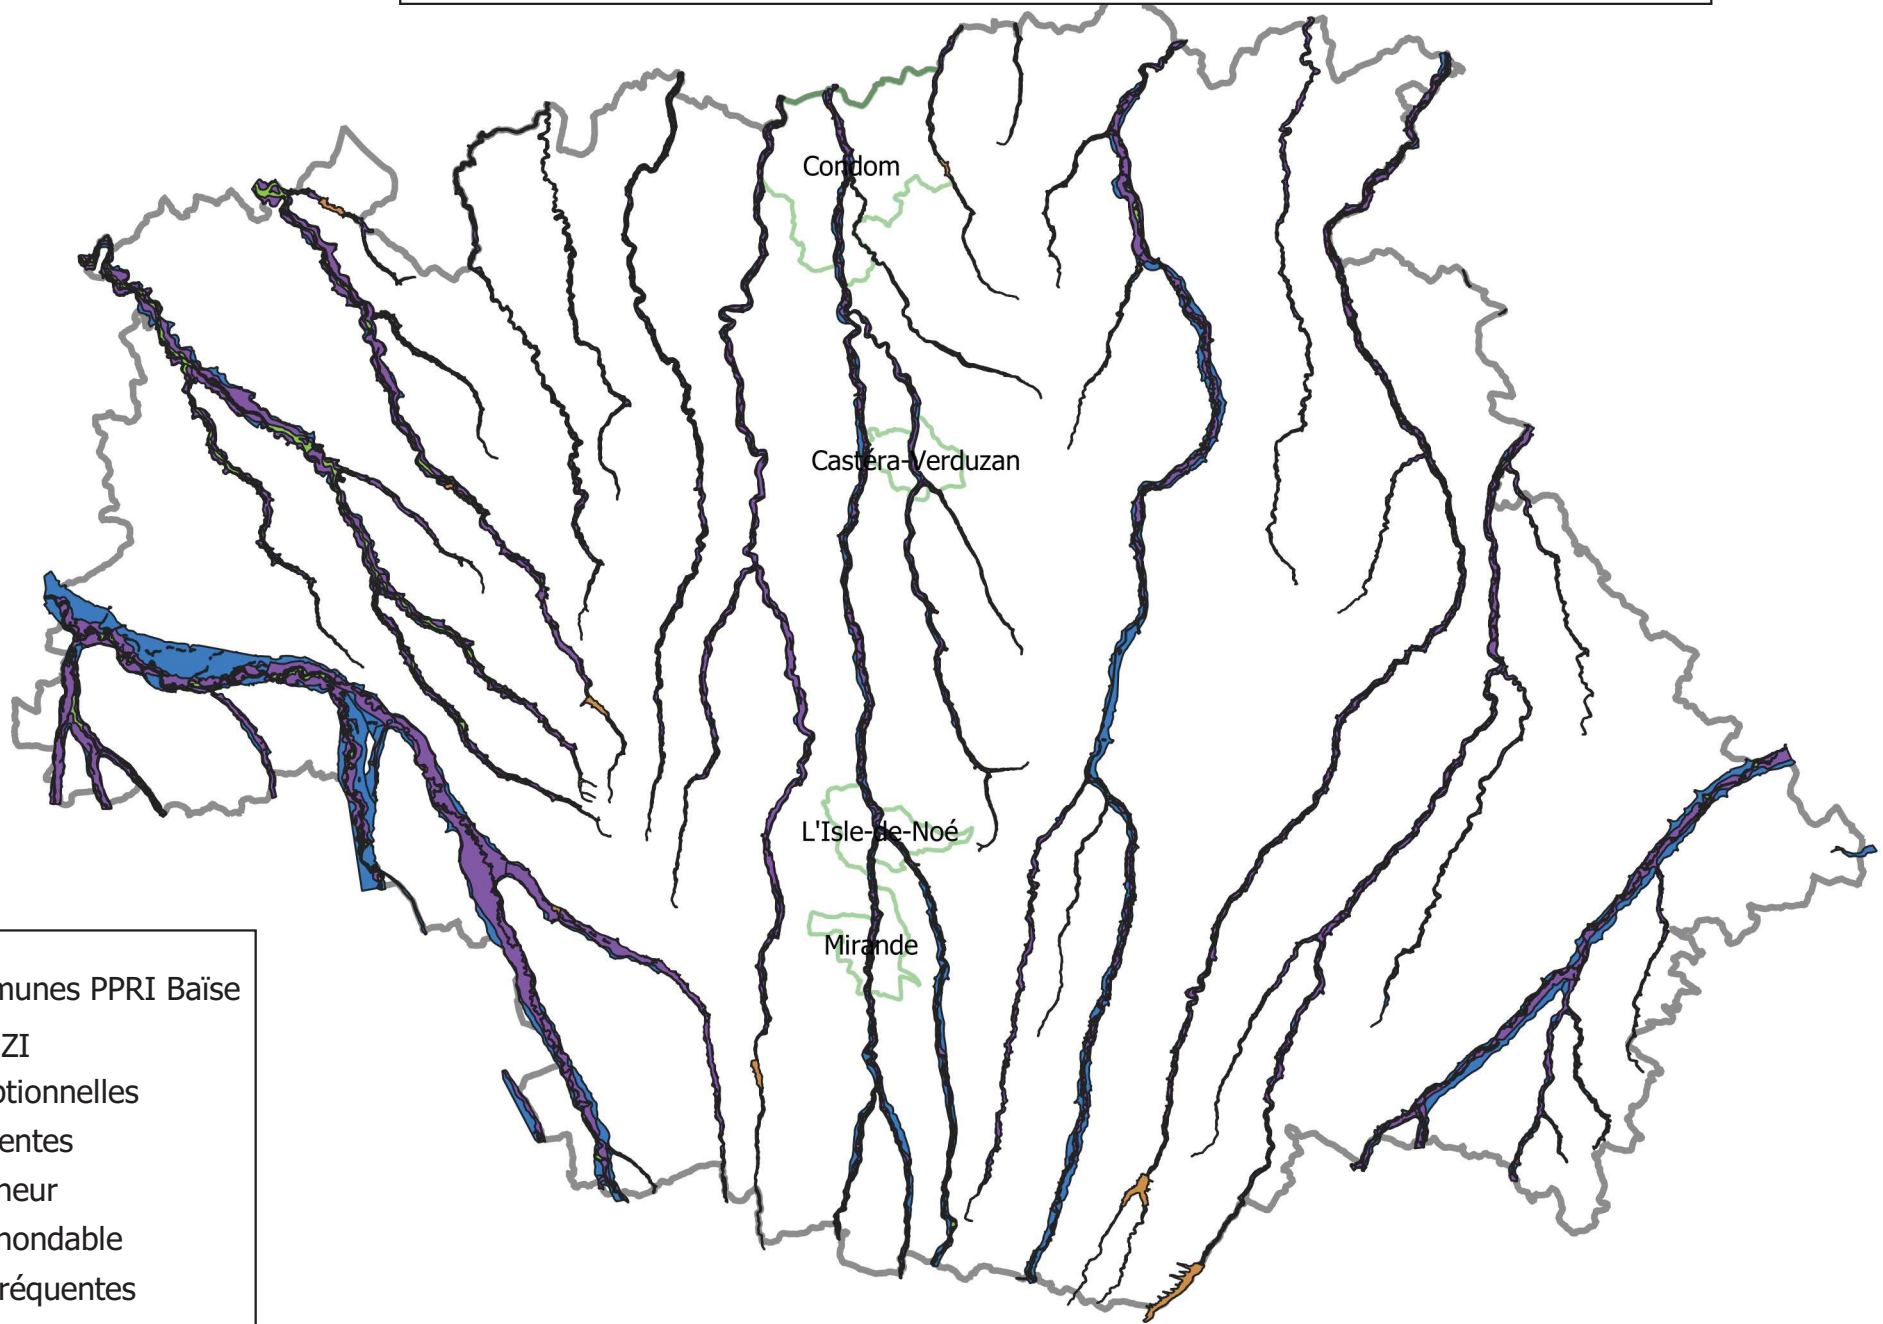 Condom
Castéra-Verduzan
L'Isle-de-Noé
Mirande
munes PPRI Baïse
ZI
ptionnelles
entes
neur
nondable
réquentes